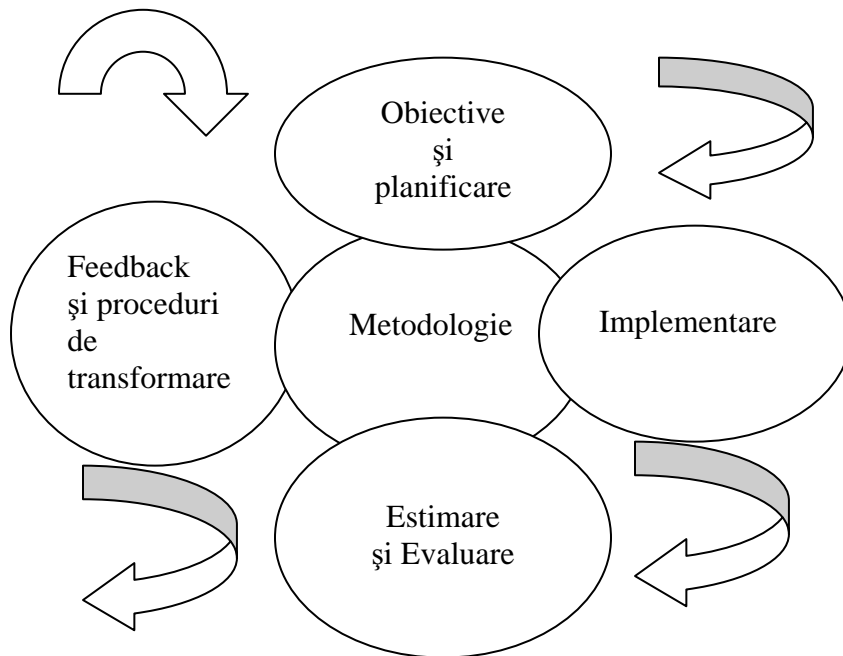 Obiective
şi
planificare
Feedback
şi proceduri
de
transformare
Metodologie
Implementare
Estimare
şi Evaluare